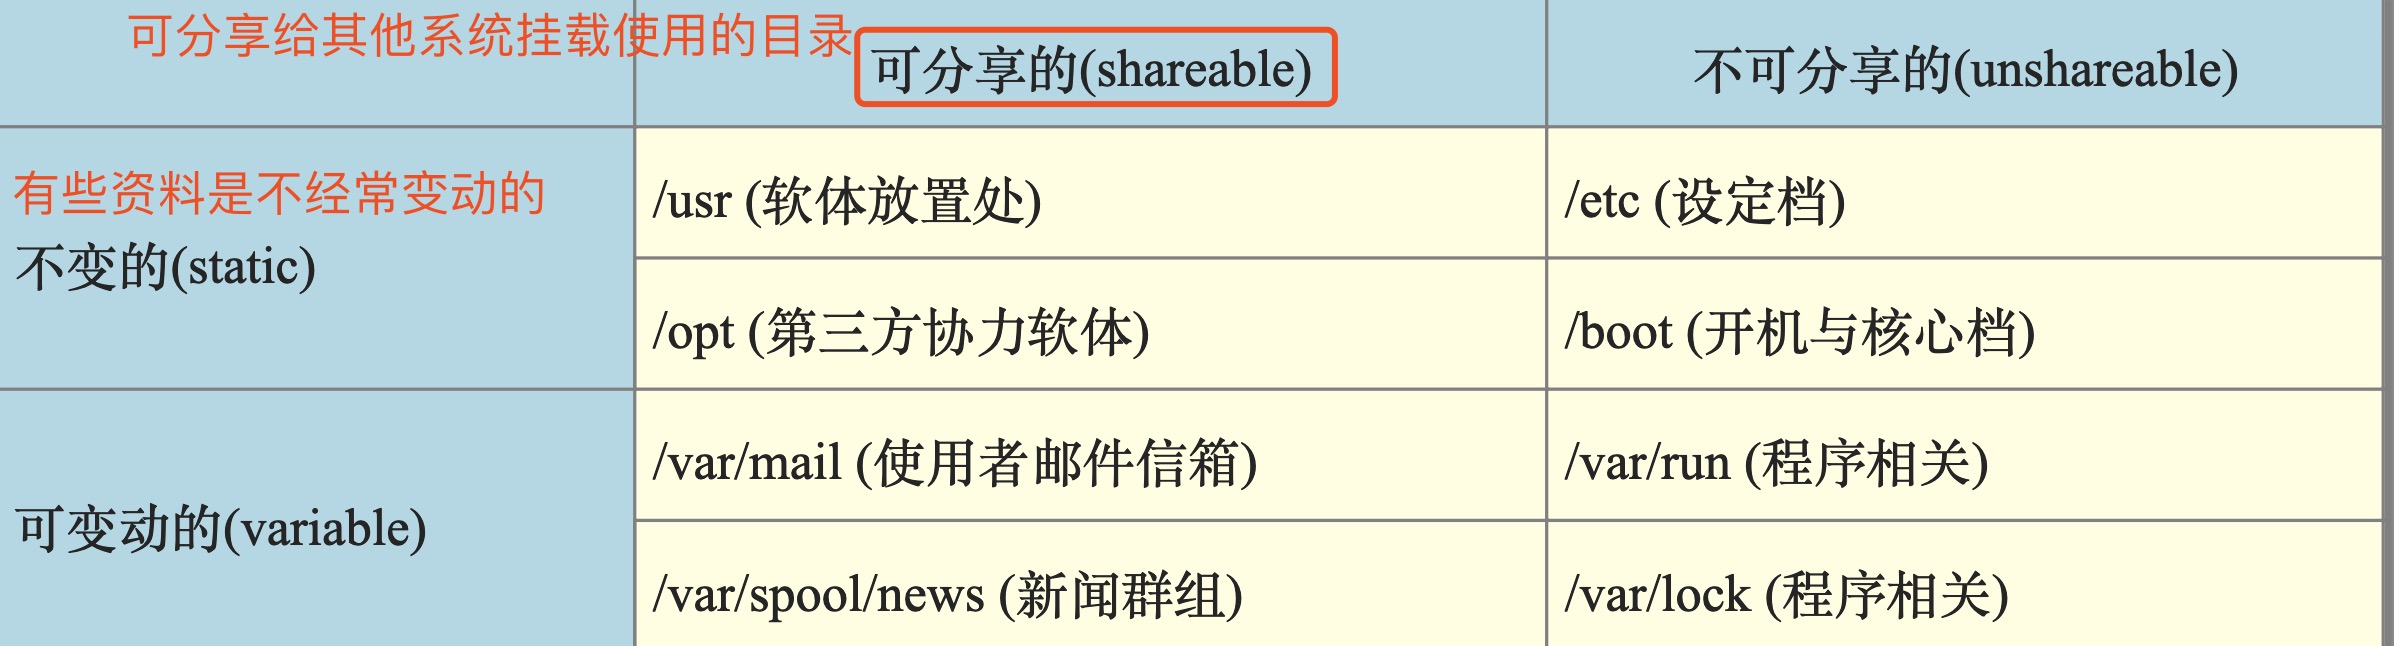 可分享给其他系统挂载使用的目录
可分享的(shareable)
不可分享的(unshareable)
有些资料是不经常变动的
不变的(static)
/usr (软体放置处)
/etc (设定档)
/opt (第三方协力软体)
/boot (开机与核心档)
可变动的(variable)
/var/mail (使用者邮件信箱)
/var/run (程序相关)
/var/spool/news (新闻群组)
/var/lock (程序相关)